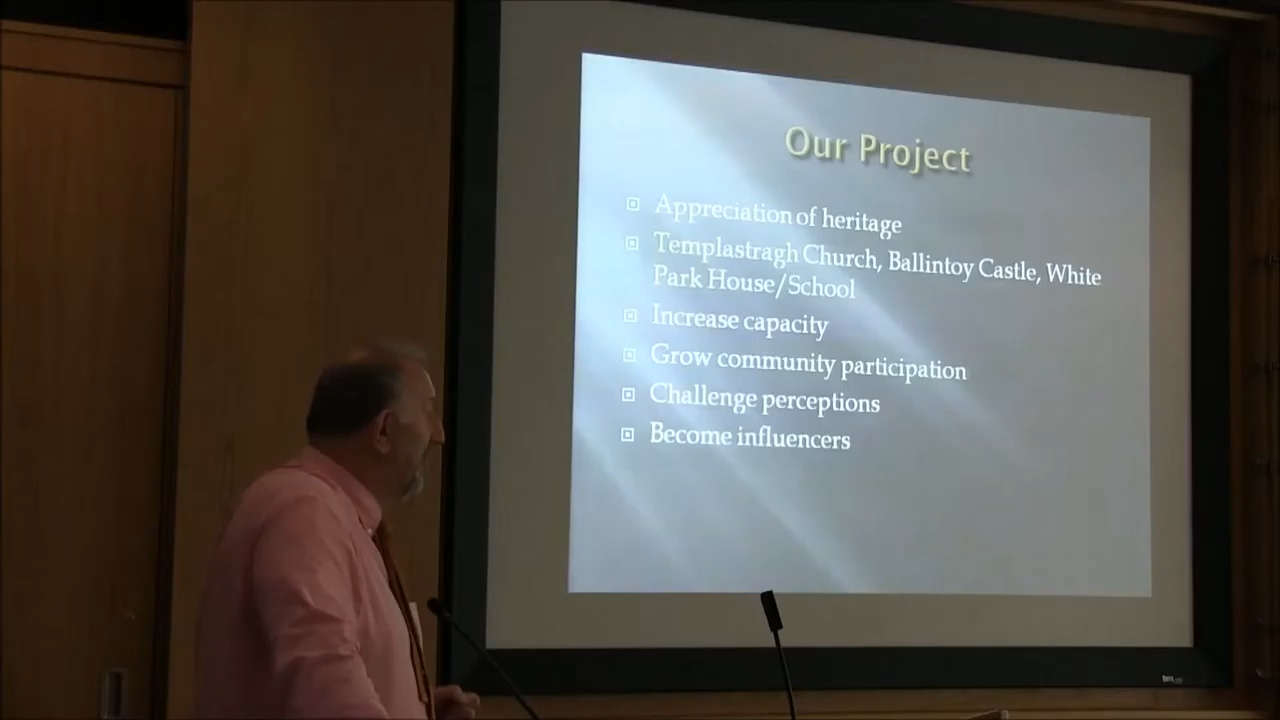 Our Project
Appreciation of heritage
Templastragh Church, Ballintoy Castle, White
Park House/School
Increase capacity
Grow community participation
Challenge perceptions
Become influencers